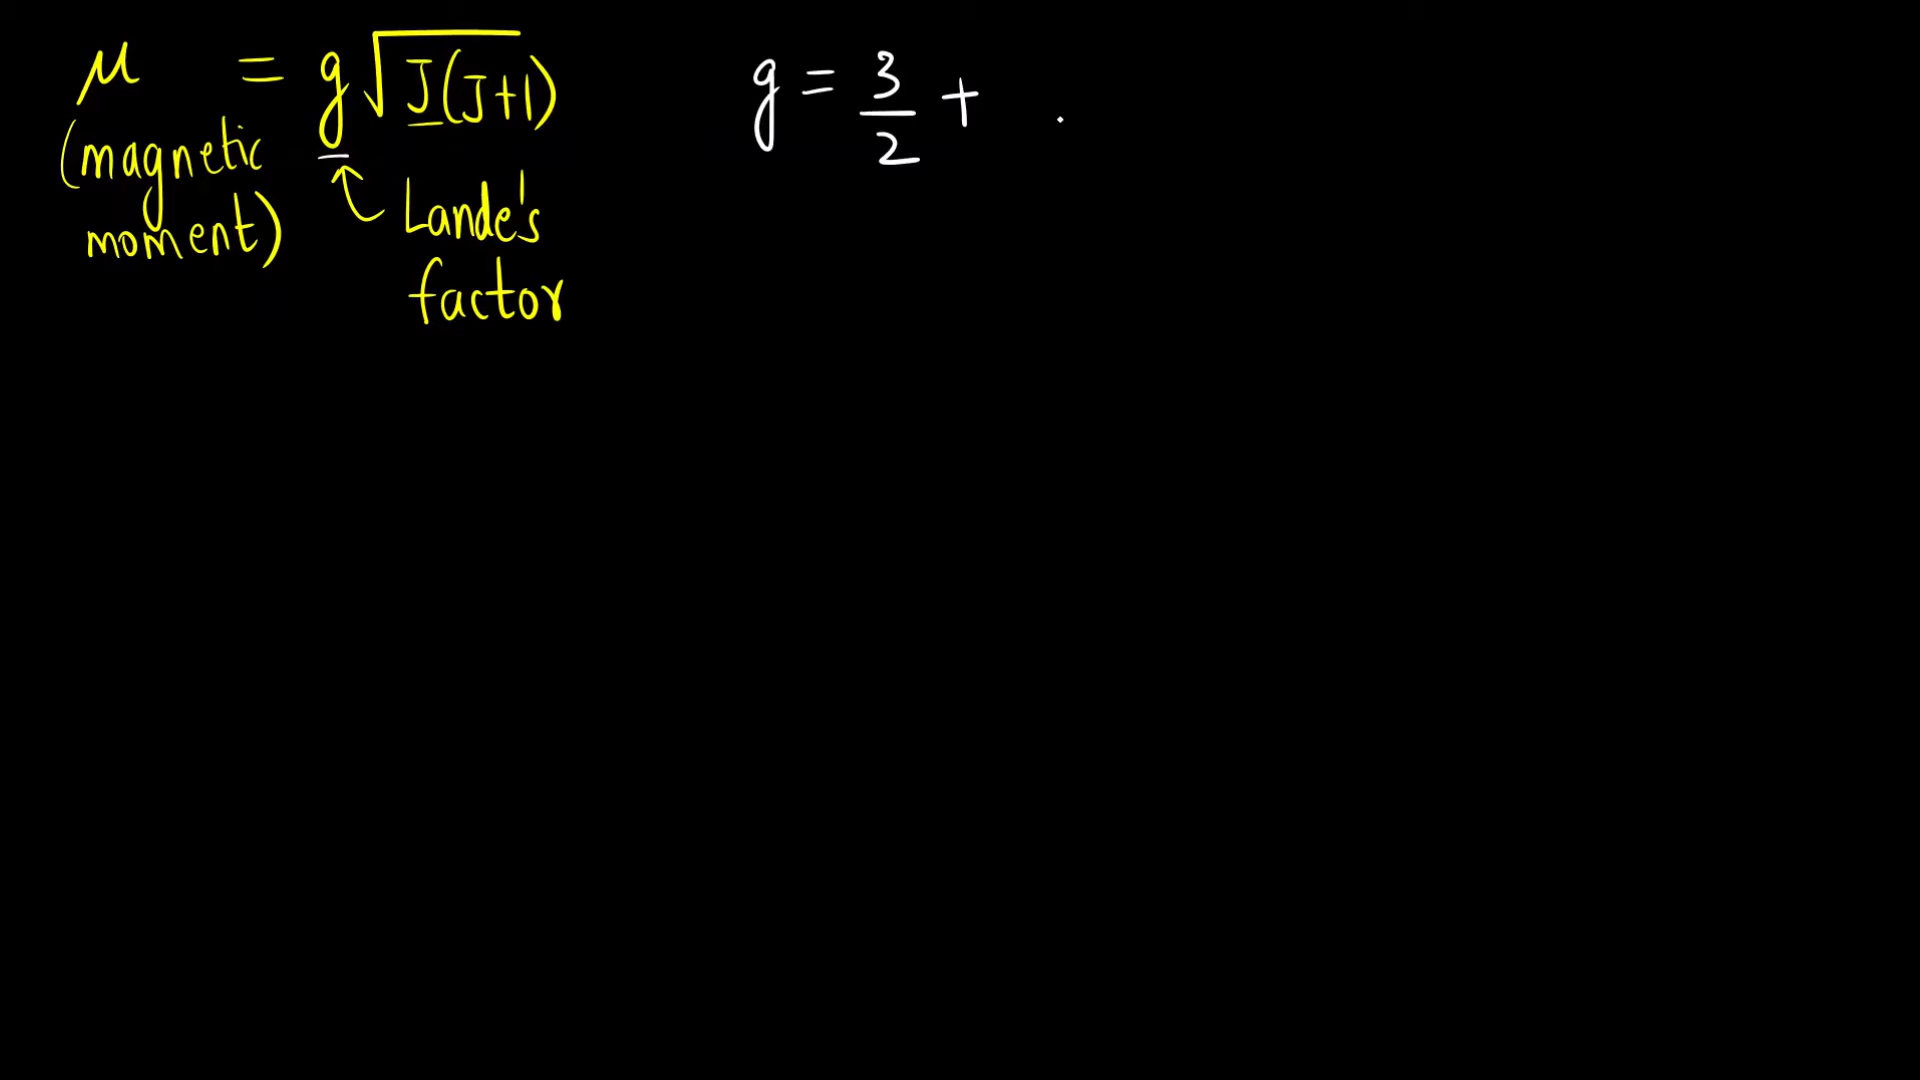 μ = g√J(J+1)
(magnetic
moment)
Lande's
factor
g = 3/2 +